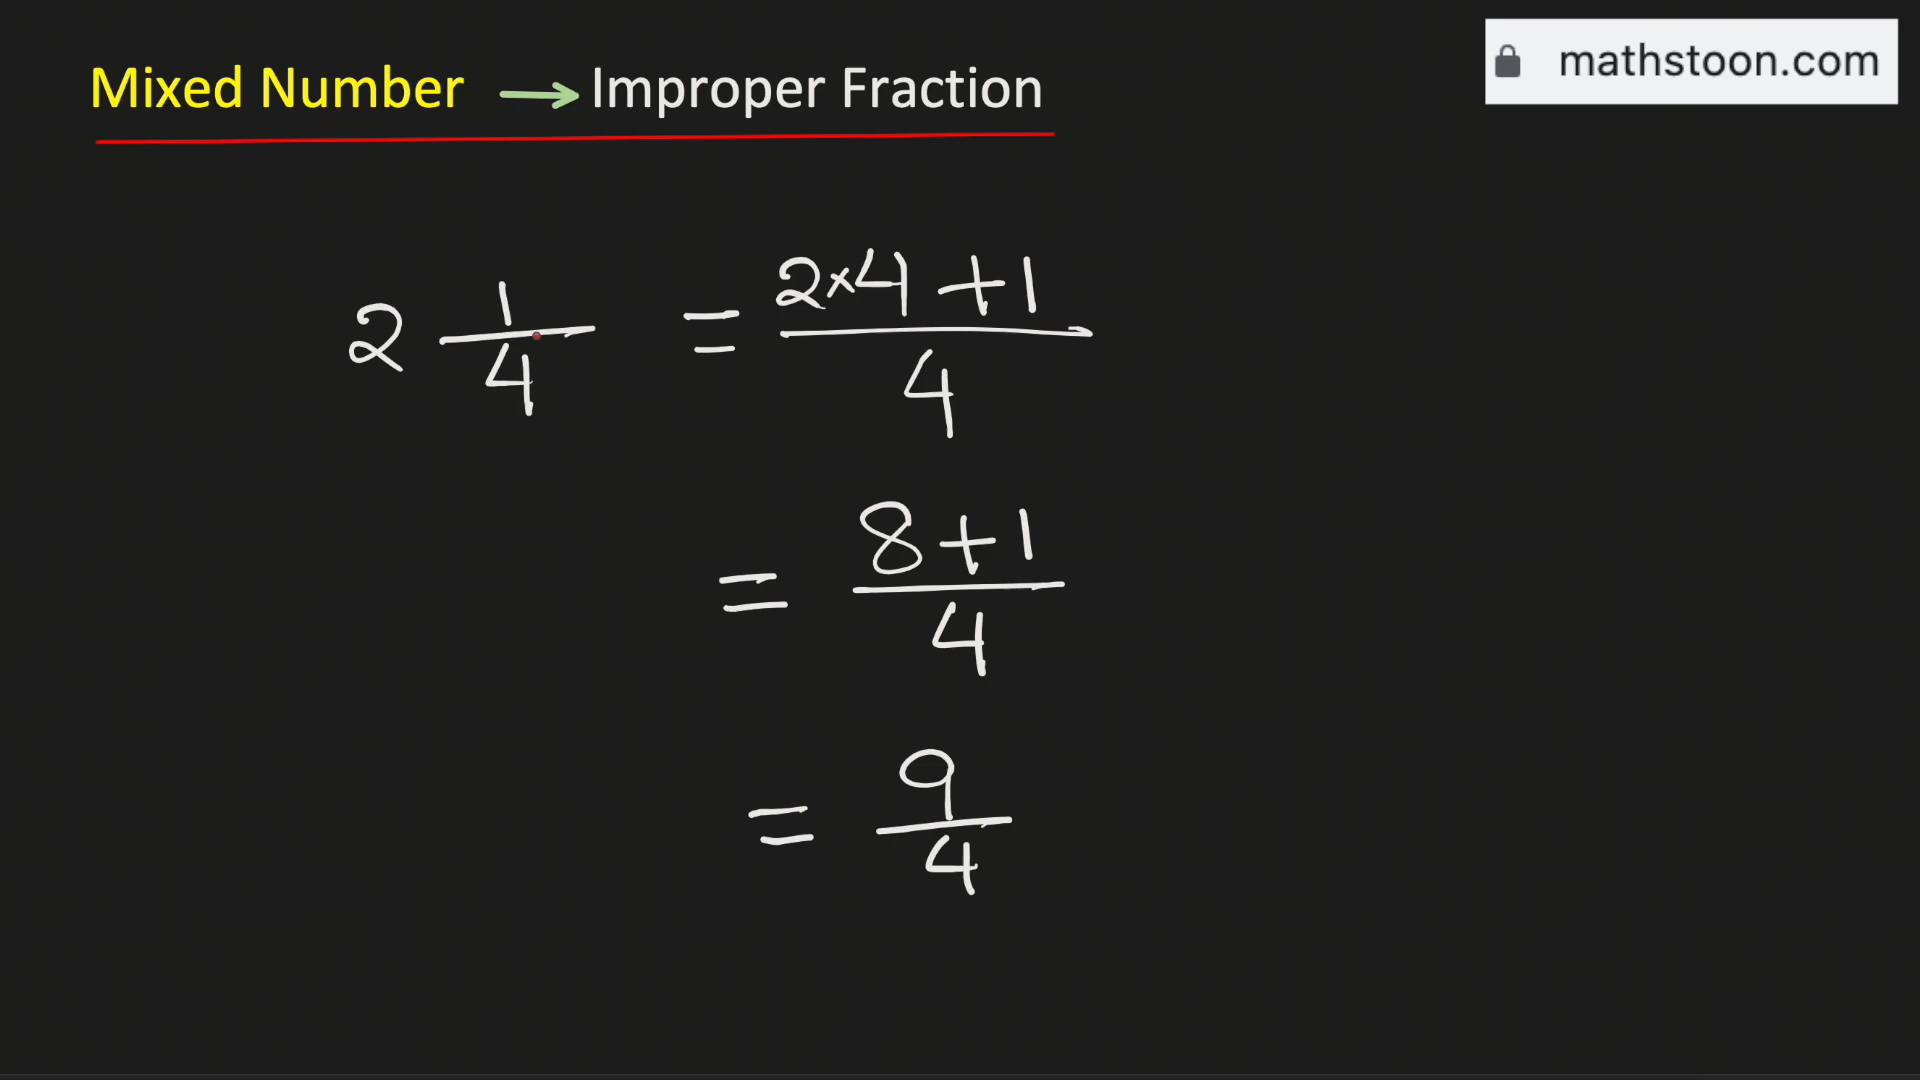 Mixed Number → Improper Fraction
mathstoon.com
2 1/4 = (2×4+1)/4
= (8+1)/4
= 9/4